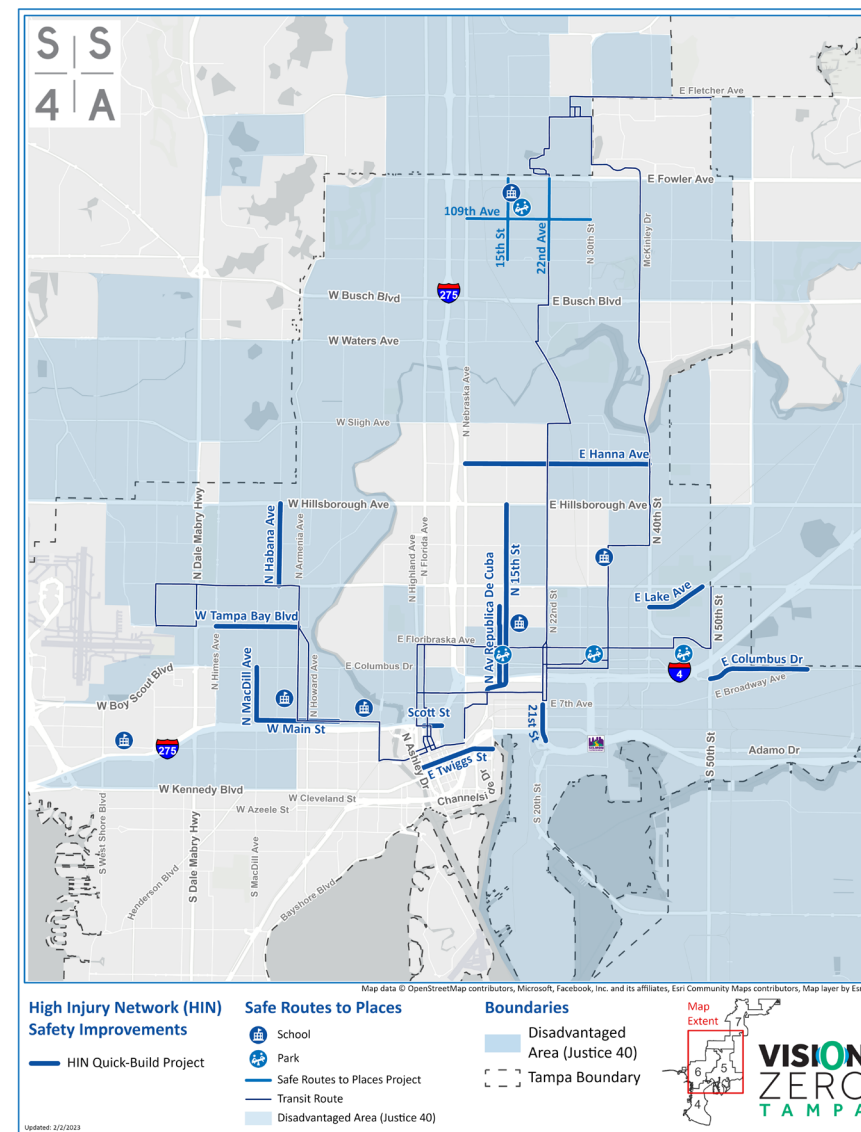 S S
4 A
E Fletcher Ave
E Fowler Ave
109th Ave
15th St
22nd Ave
N 30th St
McKinley Dr
275
W Busch Blvd
E Busch Blvd
W Waters Ave
N Nebraska Ave
W Sligh Ave
E Hanna Ave
W Hillsborough Ave
E Hillsborough Ave
N Dale Mabry Hwy
N Habana Ave
N Armenia Ave
N Highland Ave
N Florida Ave
N 15th St
N 40th St
N Av Republica De Cuba
N 22nd St
E Lake Ave
N 50th St
W Tampa Bay Blvd
E Floribraska Ave
N Himes Ave
N MacDill Ave
N Howard Ave
E Columbus Dr
E Columbus Dr
4
E Broadway Ave
W Boy Scout Blvd
Scott St
21st St
E 7th Ave
W Main St
275
N Ashley Dr
E Twiggs St
S 50th St
Adamo Dr
W Kennedy Blvd
W Cleveland St
Channelside Dr
W Azeele St
S 20th St
S West Shore Blvd
Henderson Blvd
S Dale Mabry Hwy
S MacDill Ave
Bayshore Blvd
Map data © OpenStreetMap contributors, Microsoft, Facebook, Inc. and its affiliates, Esri Community Maps contributors, Map layer by Esri
High Injury Network (HIN)
Safety Improvements
HIN Quick-Build Project
Safe Routes to Places
School
Park
Safe Routes to Places Project
Transit Route
Disadvantaged Area (Justice 40)
Boundaries
Disadvantaged
Area (Justice 40)
Tampa Boundary
Map
Extent
7
6
5
4
VISION
ZERO
TAMPA
Updated: 2/2/2023